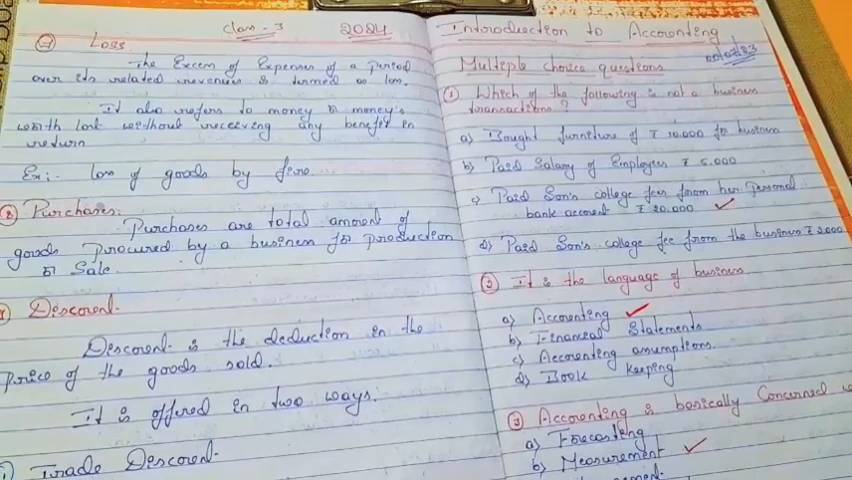 Class - 3
2024
Loss
The Excess of Expenses of a Period
over its related revenues is termed as loss.
It also refers to money or money's
worth lost without receiving any benefit in
return
Ex:- loss of goods by fire
② Purchases:
Purchases are total amount of
goods procured by a business for production
or Sale.
Discount.
Discount is the deduction in the
price of the goods sold.
It is offered in two ways.
Trade Discount.
Introduction to Accounting
Multiple choice questions
① Which of the following is not a business
transactions?
a) Bought furniture of ₹ 10.000 for business
b) Paid Salary of Employees ₹ 5.000
c) Paid Son's college fees from her personal
bank account ₹ 20.000 ✓
d) Paid Son's college fee from the business ₹ 2000
② It is the language of business
a) Accounting ✓
b) Financial Statements
c) Accounting assumptions.
d) Book keeping
③ Accounting is basically Concerned
a) Forecasting
b) Measurement ✓